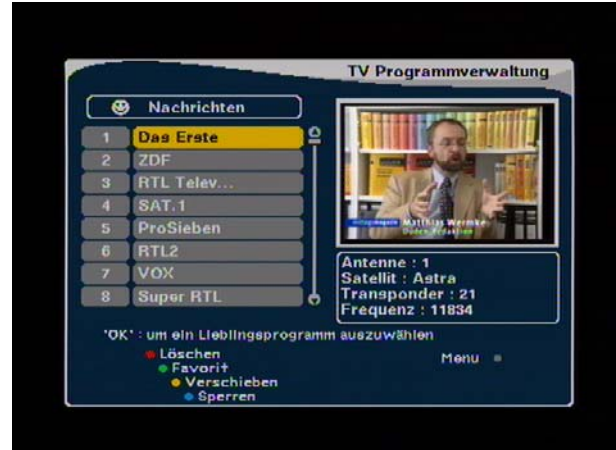 TV Programmverwaltung
Nachrichten
1 Das Erste
2 ZDF
3 RTL Telev...
4 SAT.1
5 ProSieben
6 RTL2
7 VOX
8 Super RTL
mittagsmagazin Matthias Wermke
Duden Redaktion
Antenne : 1
Satellit : Astra
Transponder : 21
Frequenz : 11834
'OK' : um ein Lieblingsprogramm auszuwählen
Löschen
Favorit
Verschieben
Sperren
Menu